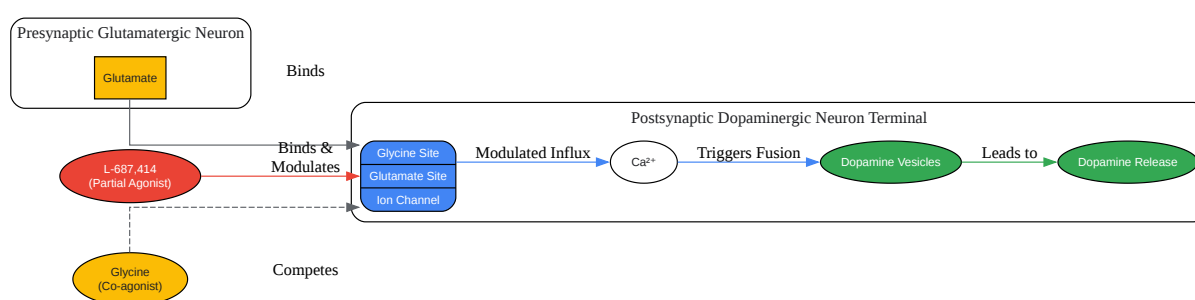 Presynaptic Glutamatergic Neuron
Glutamate
Binds
Postsynaptic Dopaminergic Neuron Terminal
L-687,414
(Partial Agonist)
Binds &
Modulates
Glycine Site
Glutamate Site
Ion Channel
Modulated Influx
Ca²⁺
Triggers Fusion
Dopamine Vesicles
Leads to
Dopamine Release
Glycine
(Co-agonist)
Competes